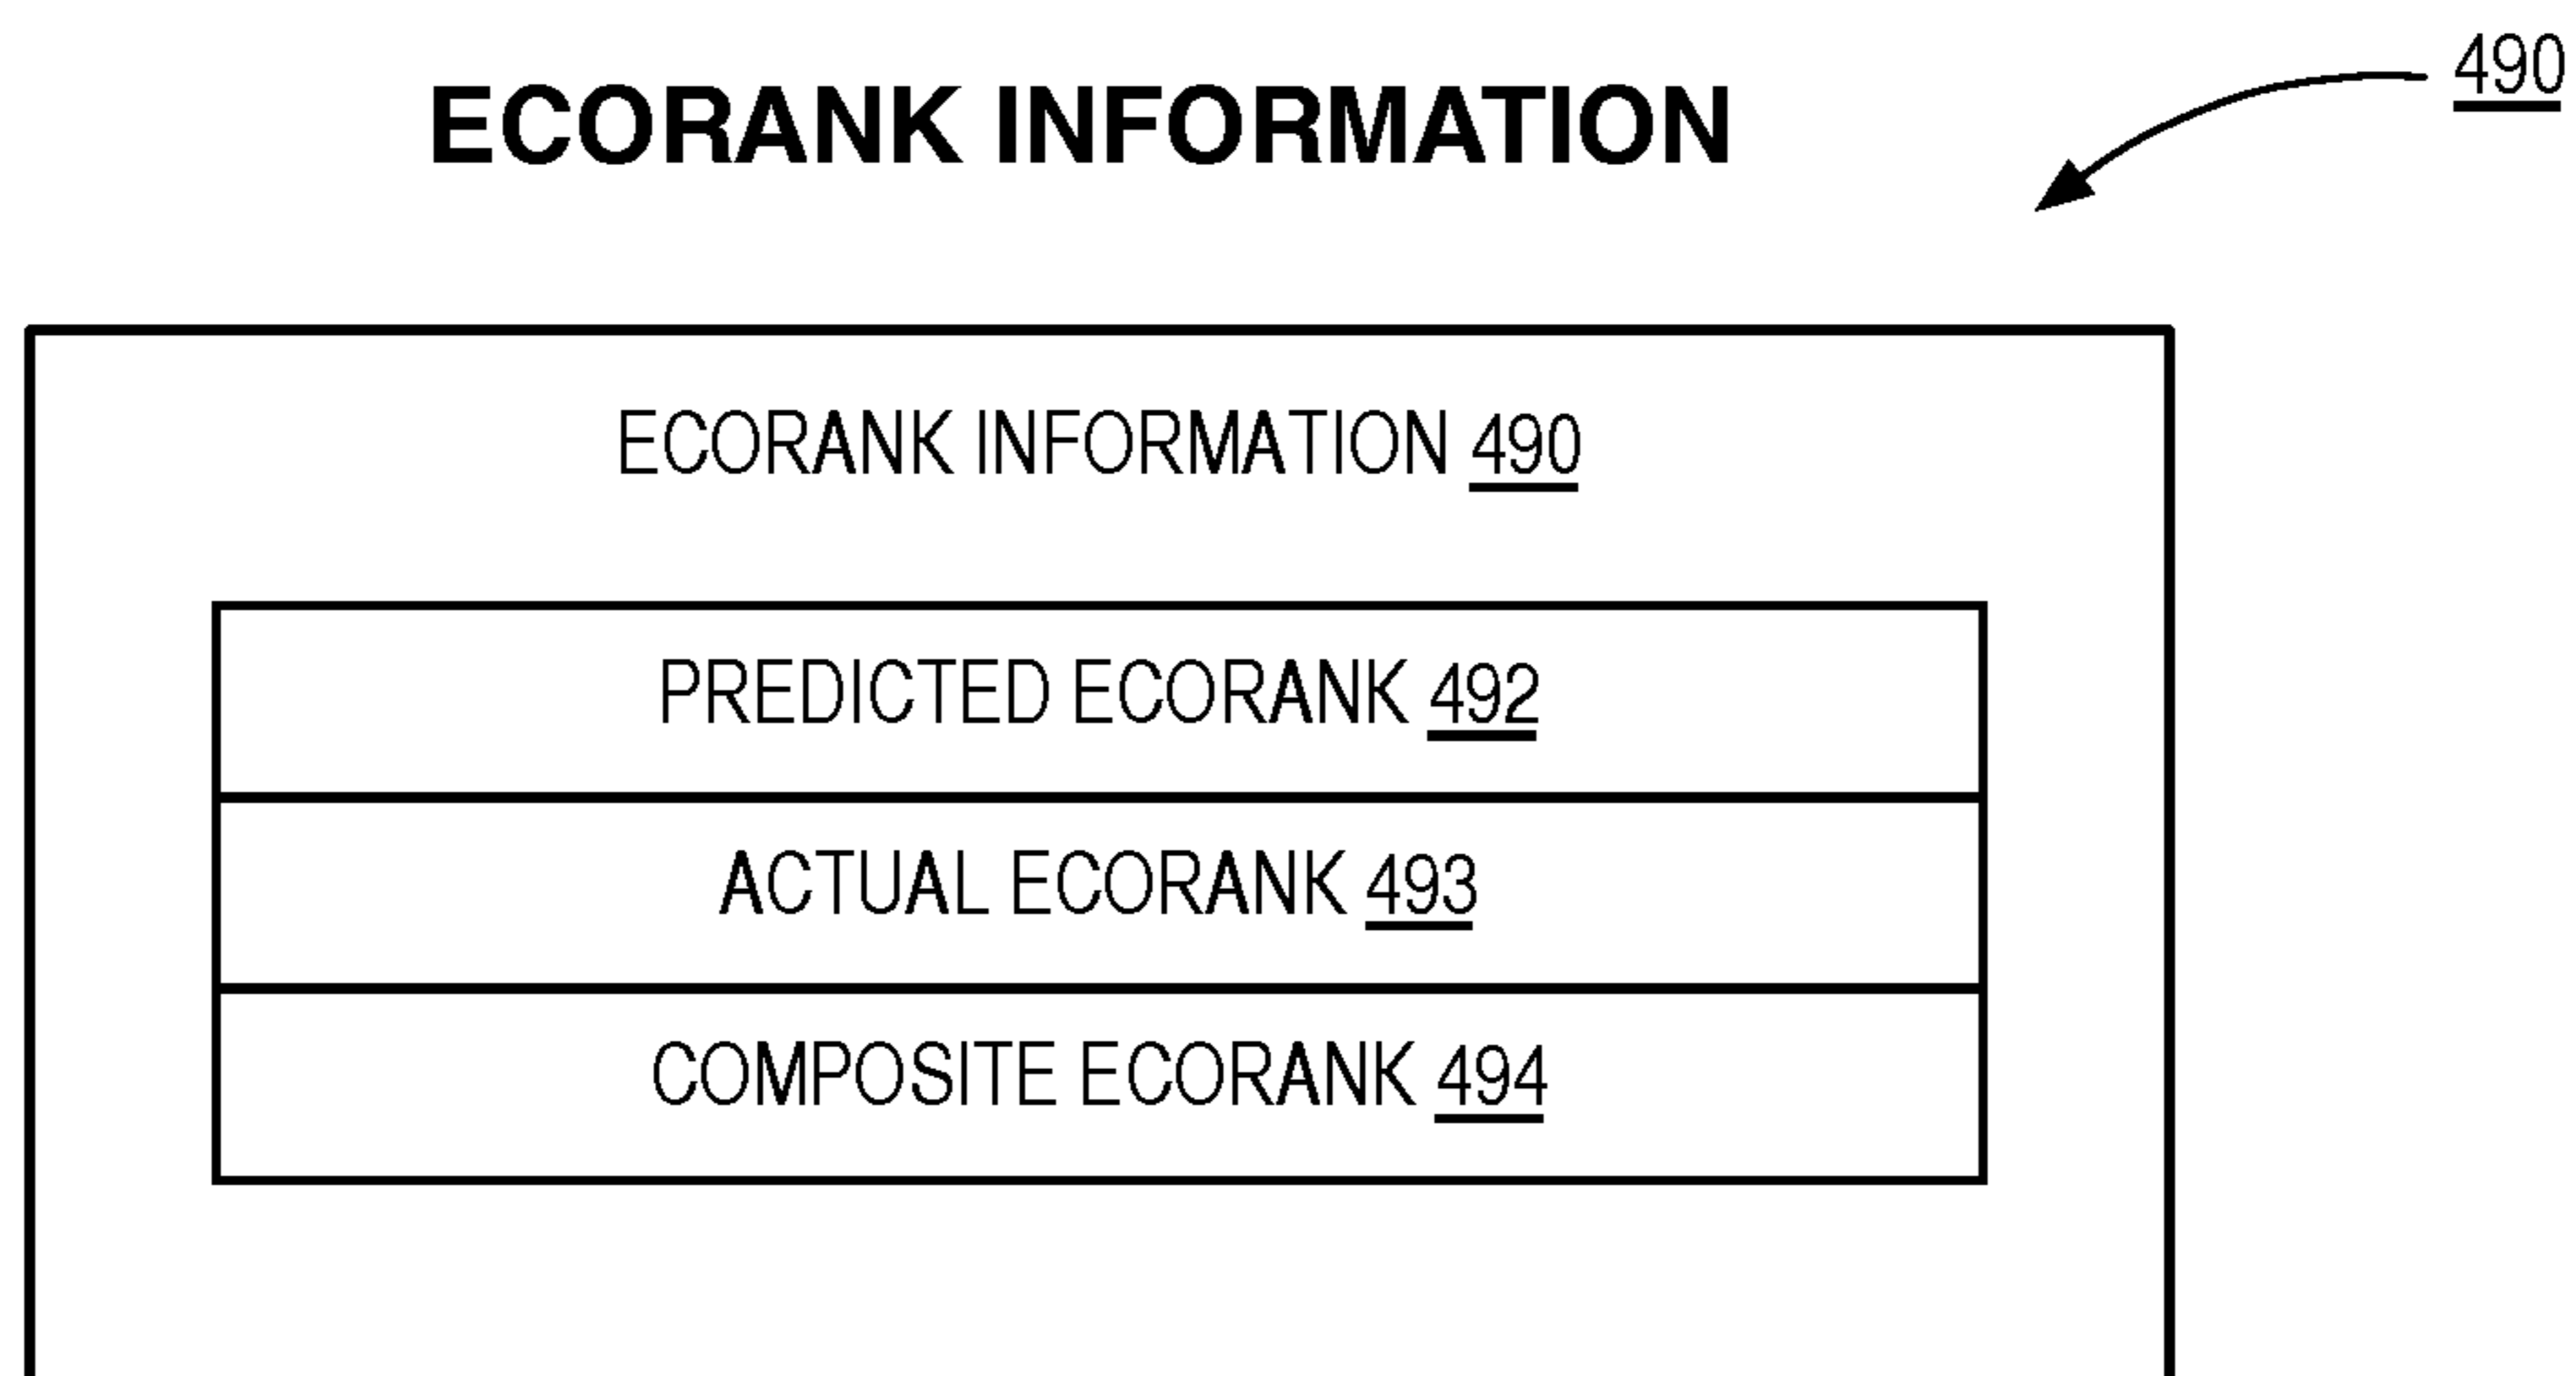 490
ECORANK INFORMATION
ECORANK INFORMATION 490
PREDICTED ECORANK 492
ACTUAL ECORANK 493
COMPOSITE ECORANK 494